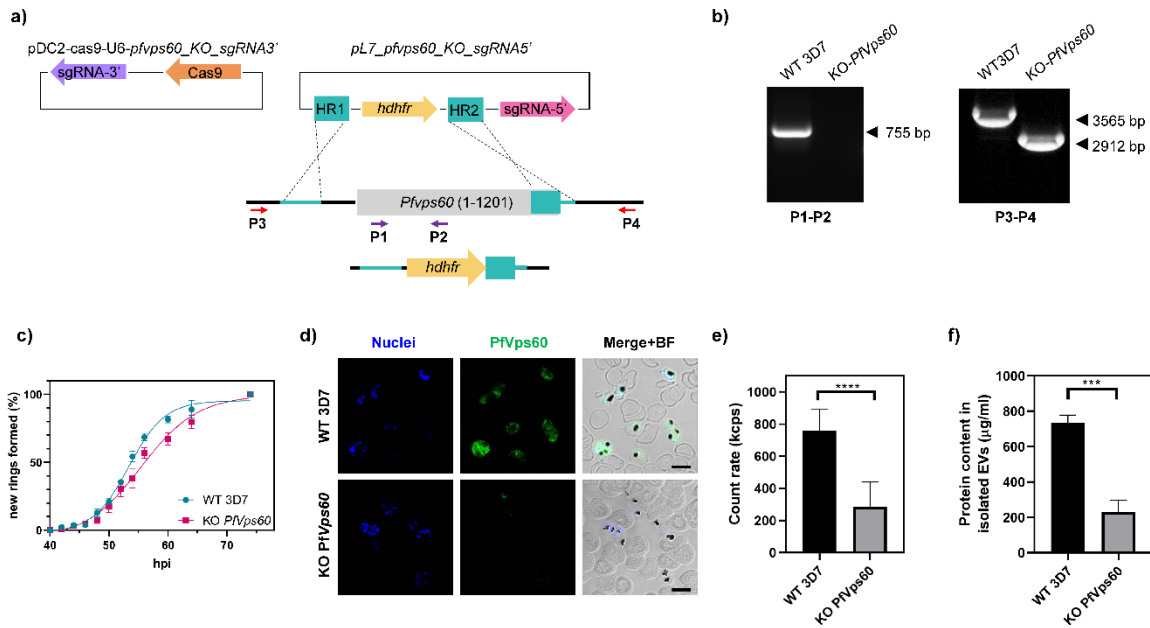 a)
pDC2-cas9-U6-pfvps60_KO_sgRNA3’
pL7_pfvps60_KO_sgRNA5’
sgRNA-3’
Cas9
HR1
hdhfr
HR2
sgRNA-5’
Pfvps60 (1-1201)
P3
P1
P2
P4
hdhfr
b)
WT 3D7
KO-PfVps60
755 bp
P1-P2
WT3D7
KO-PfVps60
3565 bp
2912 bp
P3-P4
c)
new rings formed (%)
100
50
0
40
50
60
70
hpi
WT 3D7
KO PfVps60
d)
Nuclei
PfVps60
Merge+BF
WT 3D7
KO PfVps60
e)
Count rate (kcps)
1000
800
600
400
200
0
****
WT 3D7
KO PfVps60
f)
Protein content in
isolated EVs (µg/ml)
1000
800
600
400
200
0
***
WT 3D7
KO PfVps60